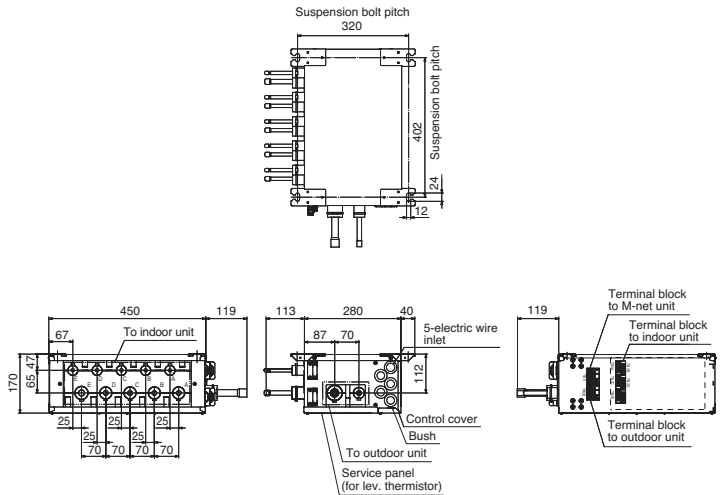 Suspension bolt pitch
320
402
Suspension bolt pitch
24
12
450
119
67
To indoor unit
47
65
170
E
D
C
B
A
E
D
C
B
A
25
25
25
25
25
70
70
70
70
113
280
40
87
70
5-electric wire
inlet
112
Control cover
Bush
To outdoor unit
Service panel
(for lev. thermistor)
119
Terminal block
to M-net unit
Terminal block
to indoor unit
Terminal block
to outdoor unit